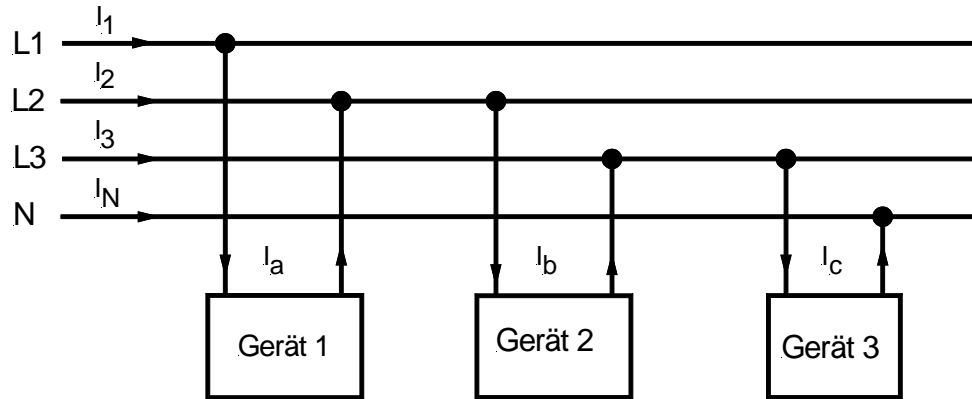 I1
L1
I2
L2
I3
L3
IN
N
Ia
Ib
Ic
Gerät 1
Gerät 2
Gerät 3